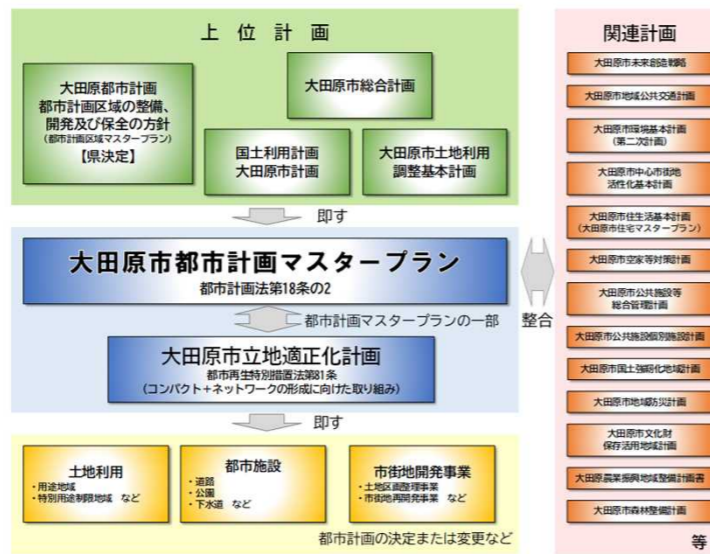 上位計画
大田原都市計画
都市計画区域の整備、
開発及び保全の方針
(都市計画区域マスタープラン)
【県決定】
大田原市総合計画
国土利用計画
大田原市計画
大田原市土地利用
調整基本計画
即す
大田原市都市計画マスタープラン
都市計画法第18条の2
都市計画マスタープランの一部
大田原市立地適正化計画
都市再生特別措置法第81条
(コンパクト+ネットワークの形成に向けた取り組み)
即す
土地利用
・用途地域
・特別用途制限地域 など
都市施設
・道路
・公園
・下水道 など
市街地開発事業
・土地区画整理事業
・市街地再開発事業 など
都市計画の決定または変更など
整合
関連計画
大田原市未来創造戦略
大田原市地域公共交通計画
大田原市環境基本計画
(第二次計画)
大田原市中心市街地
活性化基本計画
大田原市住生活基本計画
(大田原市住宅マスタープラン)
大田原市空家等対策計画
大田原市公共施設等
総合管理計画
大田原市公共施設個別施設計画
大田原市国土強靭化地域計画
大田原市地域防災計画
大田原市文化財
保存活用地域計画
大田原農業振興地域整備計画書
大田原市森林整備計画
等